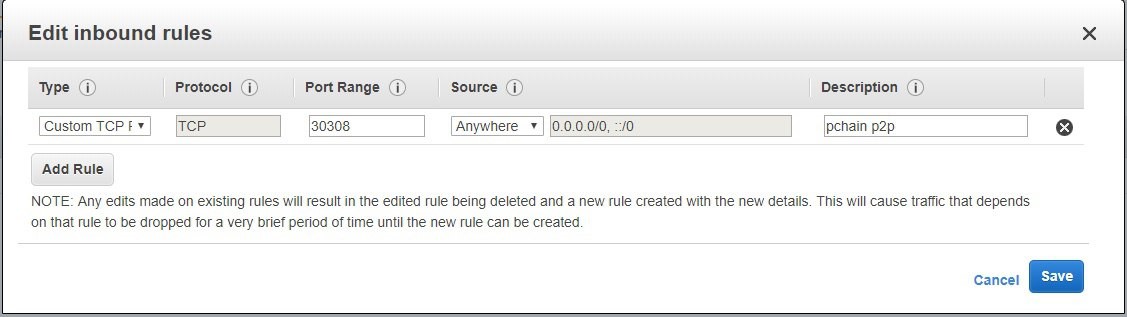 Edit inbound rules
Type Protocol Port Range Source Description
Custom TCP F TCP 30308 Anywhere 0.0.0.0/0, ::/0 pchain p2p
Add Rule
NOTE: Any edits made on existing rules will result in the edited rule being deleted and a new rule created with the new details. This will cause traffic that depends
on that rule to be dropped for a very brief period of time until the new rule can be created.
Cancel Save